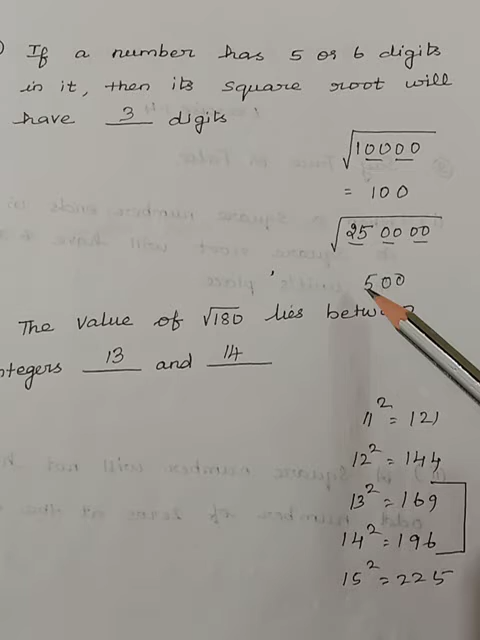 ) If a number has 5 or 6 digits
in it, then its square root will
have 3 digits
√10000
= 100
√250000
500
The value of √180 lies between
ntegers 13 and 14
11² = 121
12² = 144
13² = 169
14² = 196
15² = 225